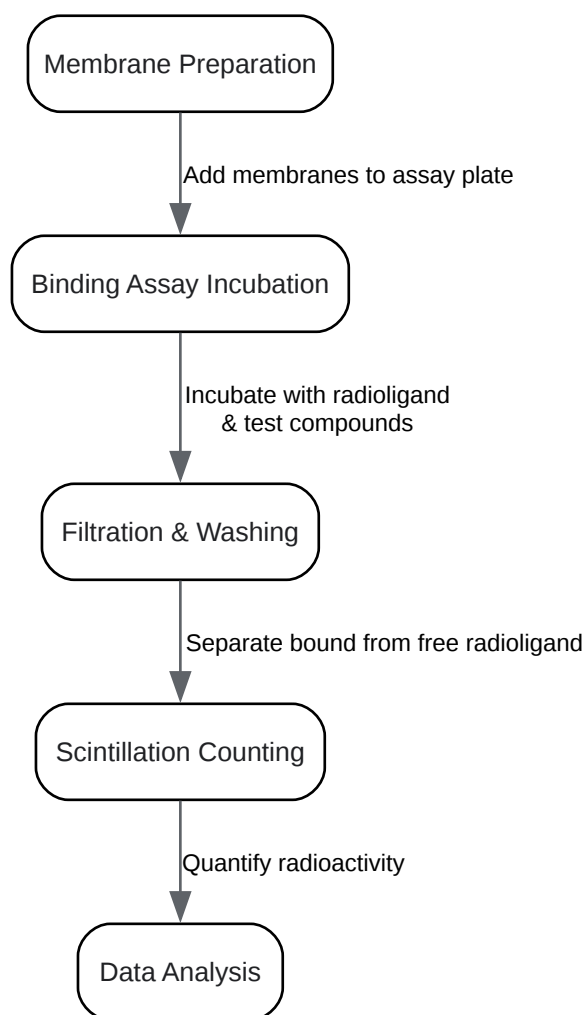 Membrane Preparation
Add membranes to assay plate
Binding Assay Incubation
Incubate with radioligand
& test compounds
Filtration & Washing
Separate bound from free radioligand
Scintillation Counting
Quantify radioactivity
Data Analysis